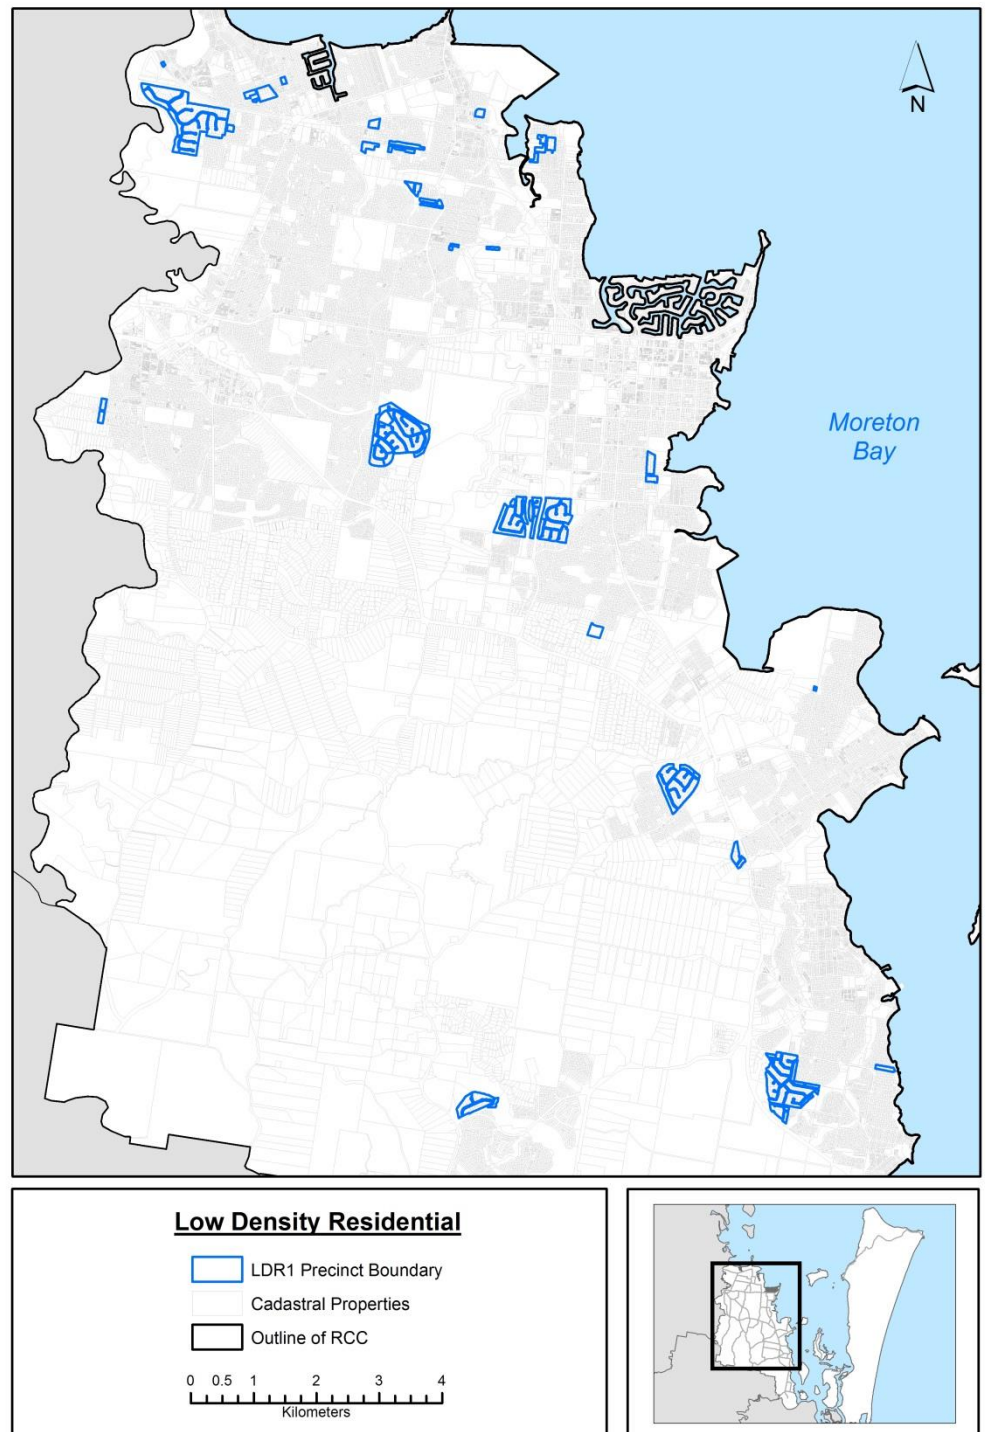 N
Moreton
Bay
Low Density Residential
LDR1 Precinct Boundary
Cadastral Properties
Outline of RCC
0 0.5 1 2 3 4
Kilometers